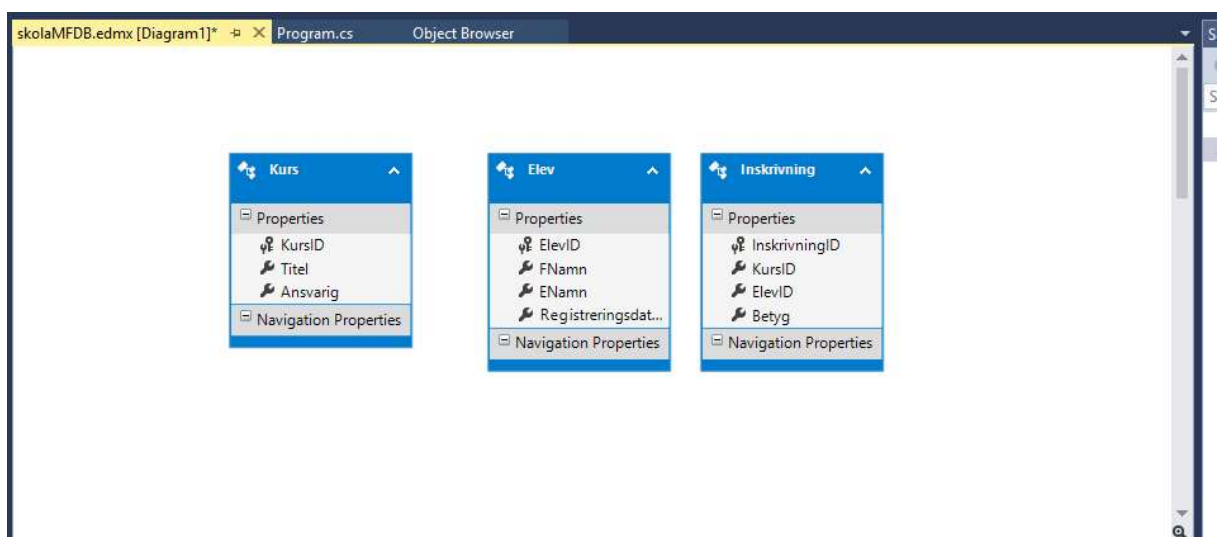 skolaMFDB.edmx [Diagram1]* Program.cs Object Browser
Kurs
Properties
KursID
Titel
Ansvarig
Navigation Properties
Elev
Properties
ElevID
FNamn
ENamn
Registreringsdat...
Navigation Properties
Inskrivning
Properties
InskrivningID
KursID
ElevID
Betyg
Navigation Properties
S
S